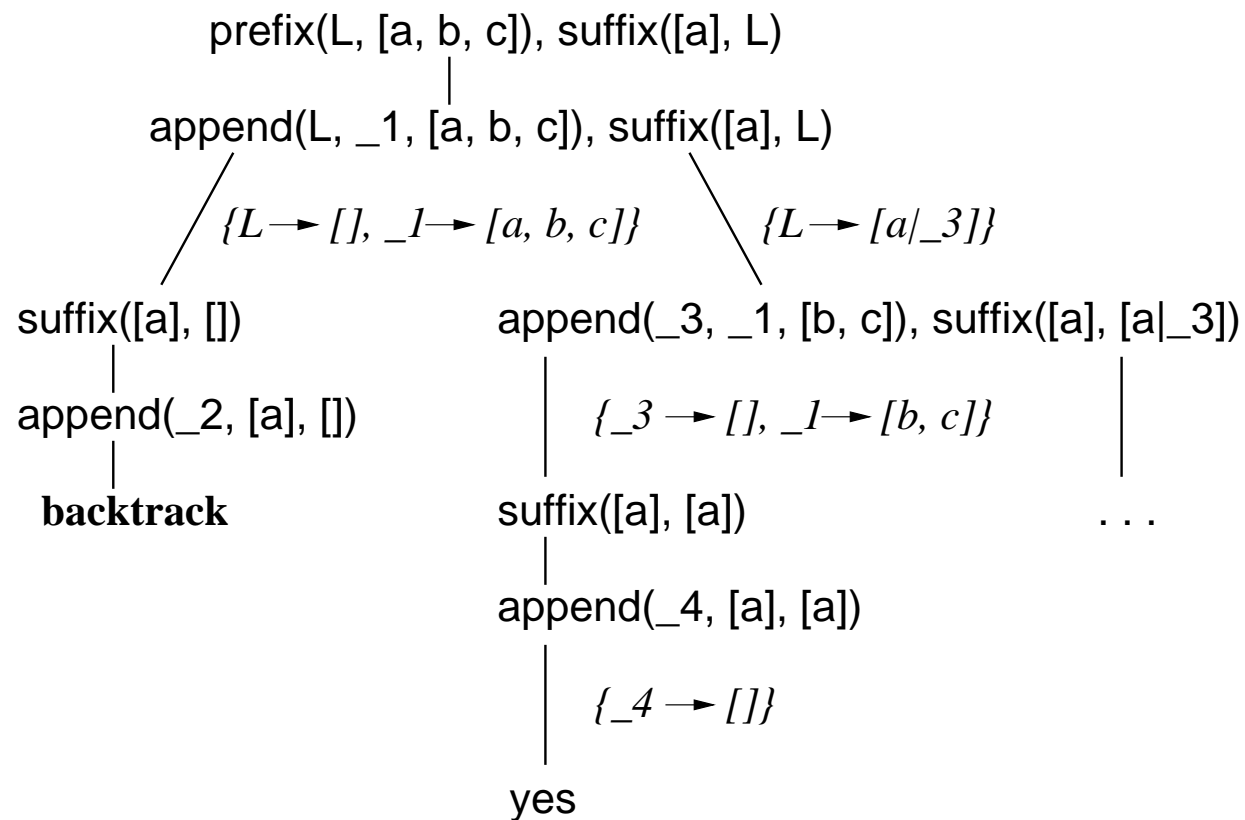 prefix(L, [a, b, c]), suffix([a], L)
append(L, _1, [a, b, c]), suffix([a], L)
{L → [], _1 → [a, b, c]}
{L → [a|_3]}
suffix([a], [])
append(_3, _1, [b, c]), suffix([a], [a|_3])
append(_2, [a], [])
{_3 → [], _1 → [b, c]}
backtrack
suffix([a], [a])
. . .
append(_4, [a], [a])
{_4 → []}
yes